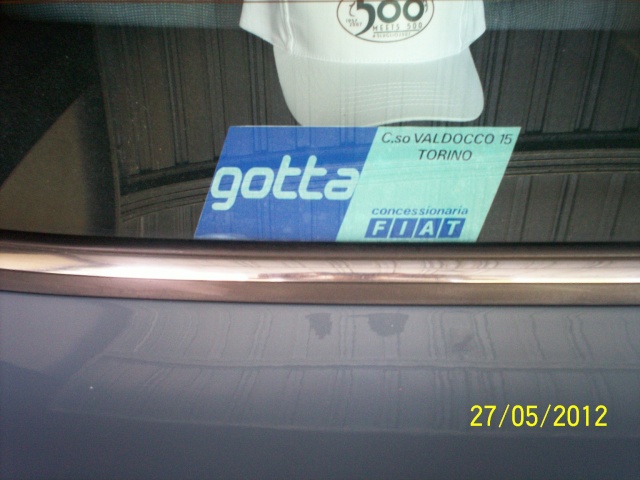 500
MEETS 500
gotta
C.so VALDOCCO 15
TORINO
concessionaria
FIAT
27/05/2012